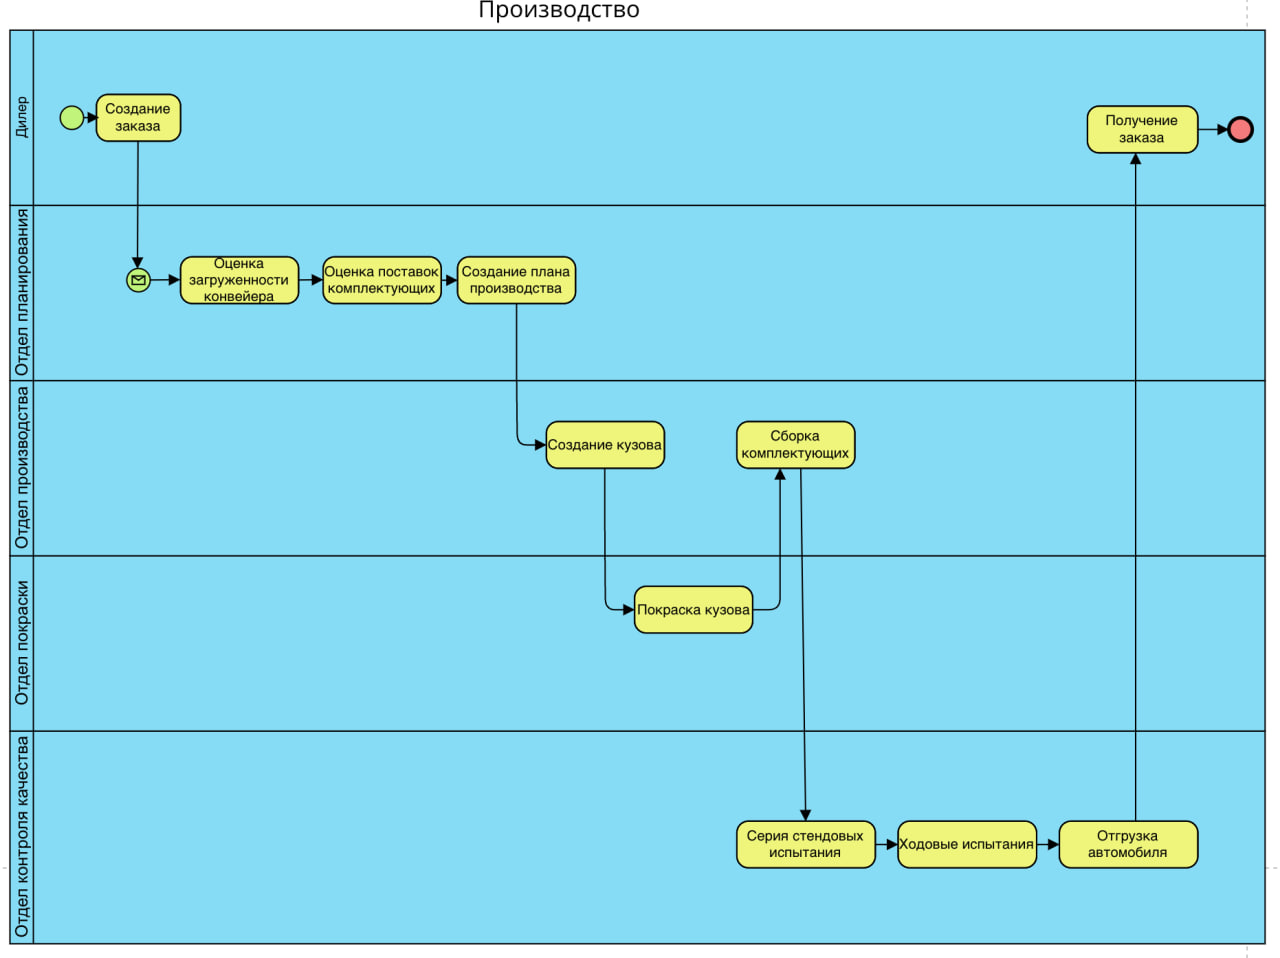 Производство
Дилер
Создание
заказа
Получение
заказа
Отдел планирования
Оценка
загруженности
конвейера
Оценка поставок
комплектующих
Создание плана
производства
Отдел производства
Создание кузова
Сборка
комплектующих
Отдел покраски
Покраска кузова
Отдел контроля качества
Серия стендовых
испытания
Ходовые испытания
Отгрузка
автомобиля